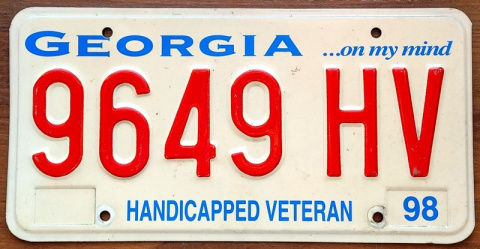 GEORGIA ...on my mind
9649 HV
HANDICAPPED VETERAN 98